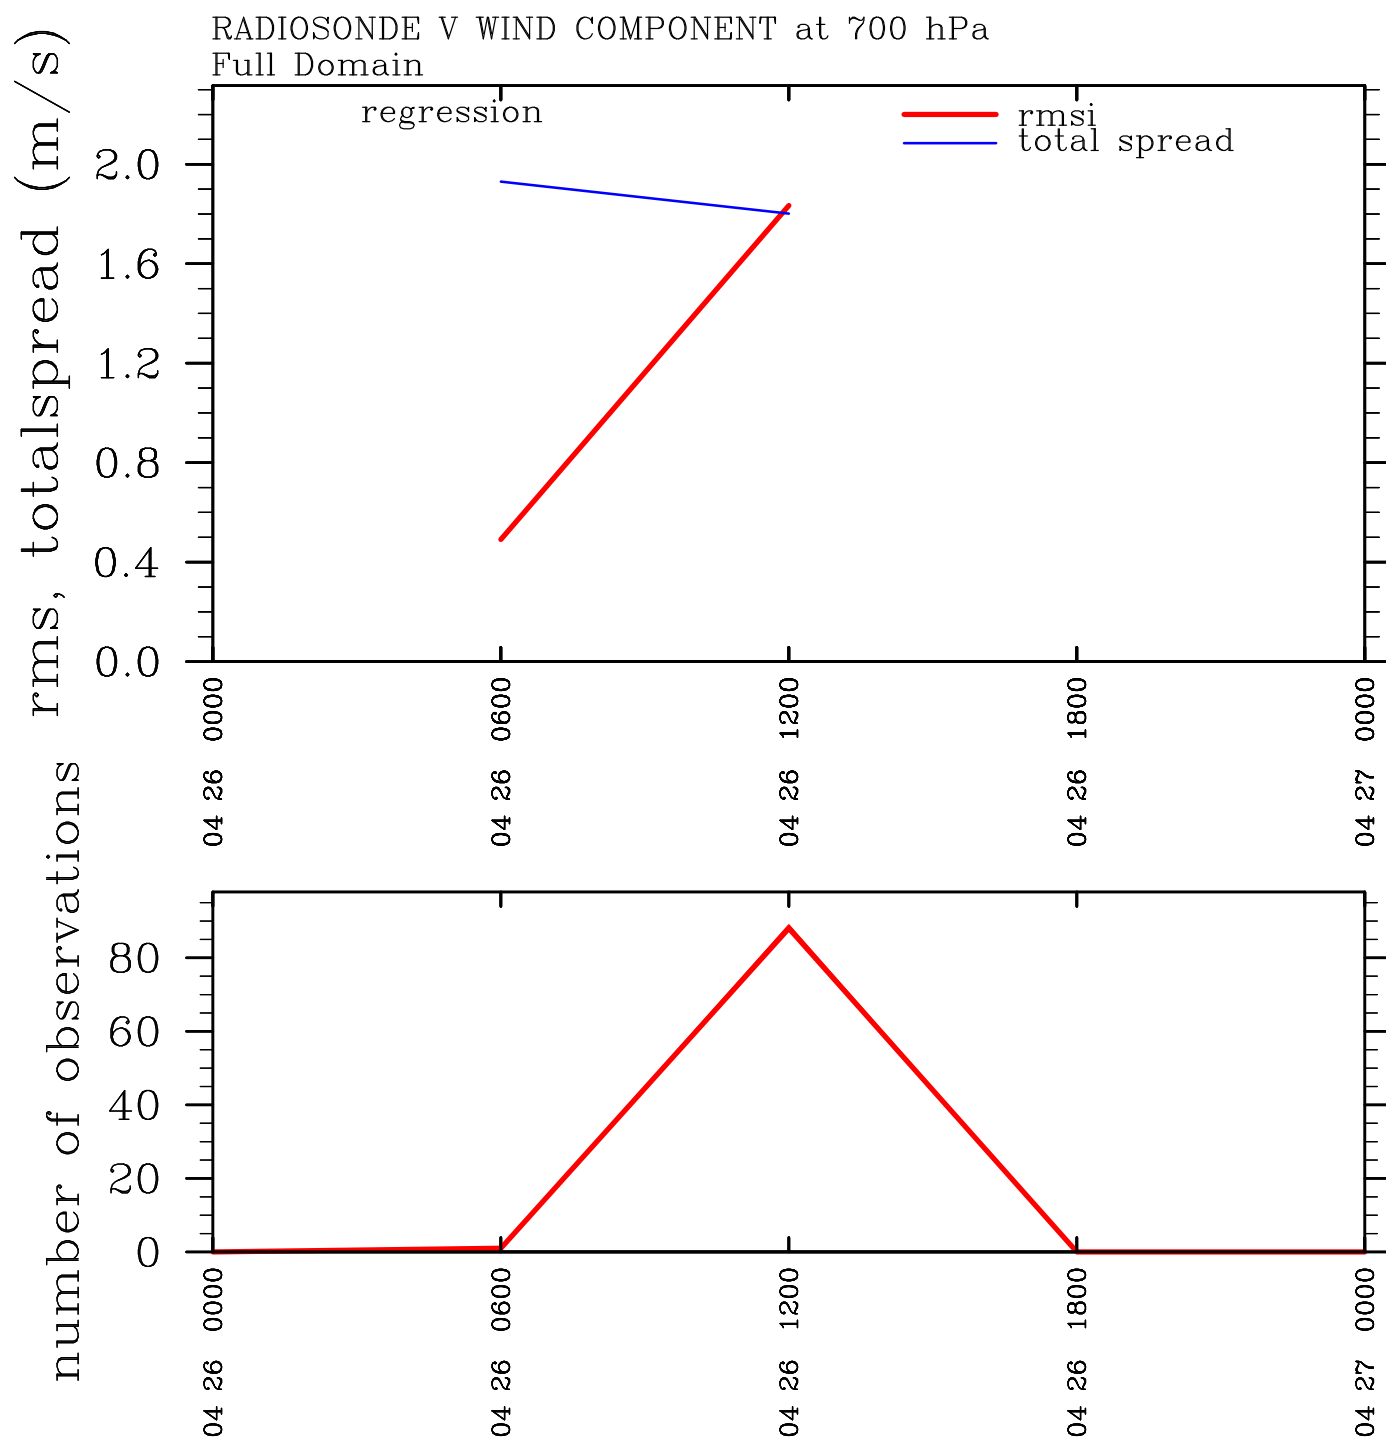 RADIOSONDE V WIND COMPONENT at 700 hPa
Full Domain
regression
rmsi
total spread
rms, totalspread (m/s)
2.0
1.6
1.2
0.8
0.4
0.0
04 26 0000
04 26 0600
04 26 1200
04 26 1800
04 27 0000
number of observations
80
60
40
20
0
04 26 0000
04 26 0600
04 26 1200
04 26 1800
04 27 0000